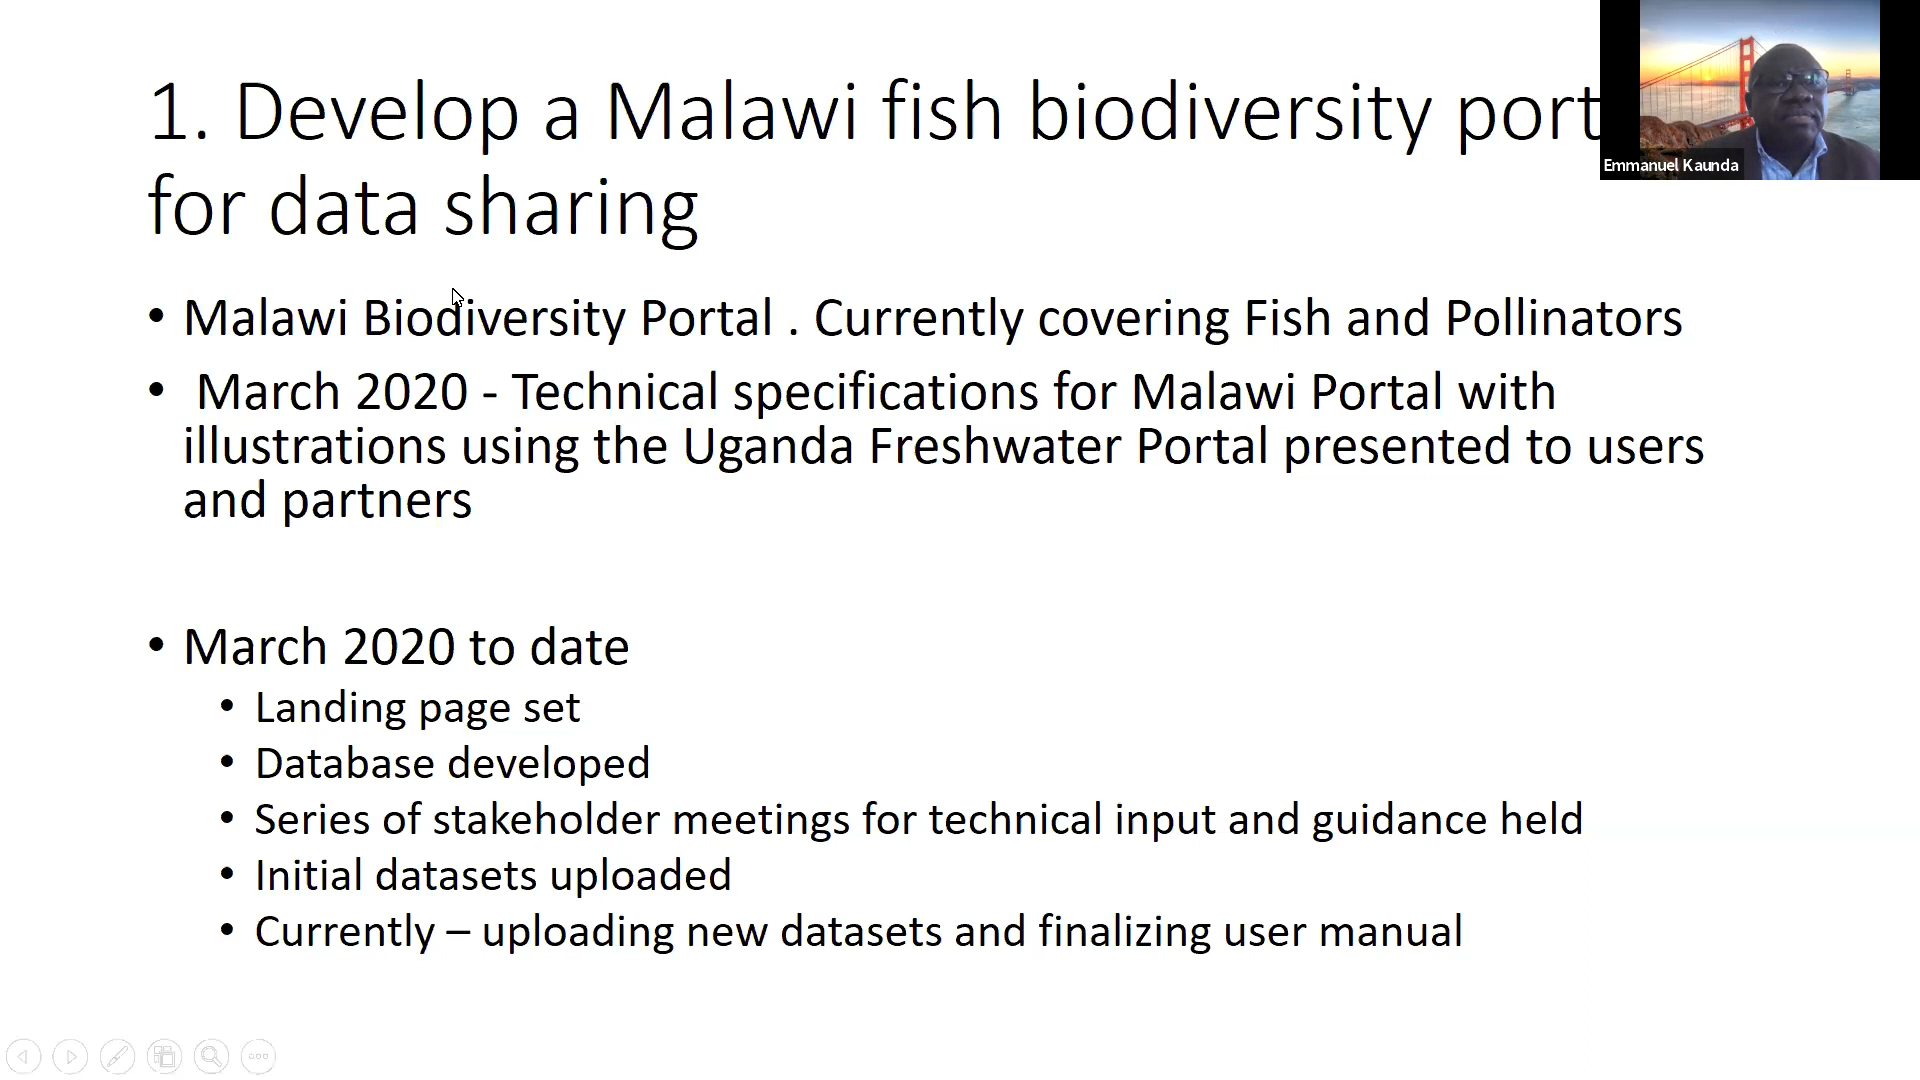 1. Develop a Malawi fish biodiversity port
for data sharing
Emmanuel Kaunda
• Malawi Biodiversity Portal . Currently covering Fish and Pollinators
• March 2020 - Technical specifications for Malawi Portal with
illustrations using the Uganda Freshwater Portal presented to users
and partners
• March 2020 to date
• Landing page set
• Database developed
• Series of stakeholder meetings for technical input and guidance held
• Initial datasets uploaded
• Currently – uploading new datasets and finalizing user manual